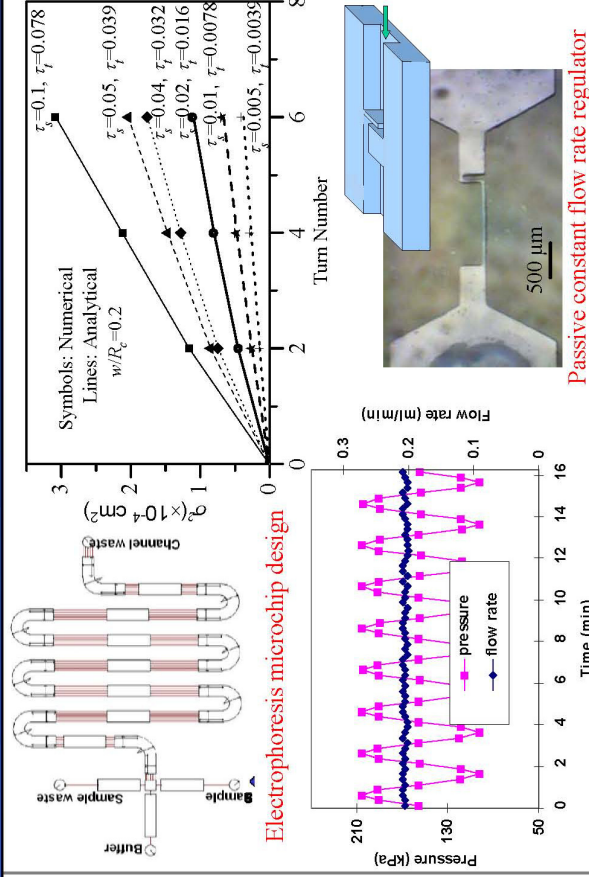 Buffer
Sample waste
Sample
Channel waste
Electrophoresis microchip design
σ²(×10⁻⁴ cm²)
3
2
1
0
Symbols: Numerical
Lines: Analytical
w/R_c=0.2
τ_s=0.1, τ_t=0.078
τ_s=0.05, τ_t=0.039
τ_s=0.04, τ_t=0.032
τ_s=0.02, τ_t=0.016
τ_s=0.01, τ_t=0.0078
τ_s=0.005, τ_t=0.0039
0
2
4
6
8
Turn Number
Pressure (kPa)
210
130
50
pressure
flow rate
0.3
0.2
0.1
0
Flow rate (ml/min)
0 2 4 6 8 10 12 14 16
Time (min)
500 µm
Passive constant flow rate regulator